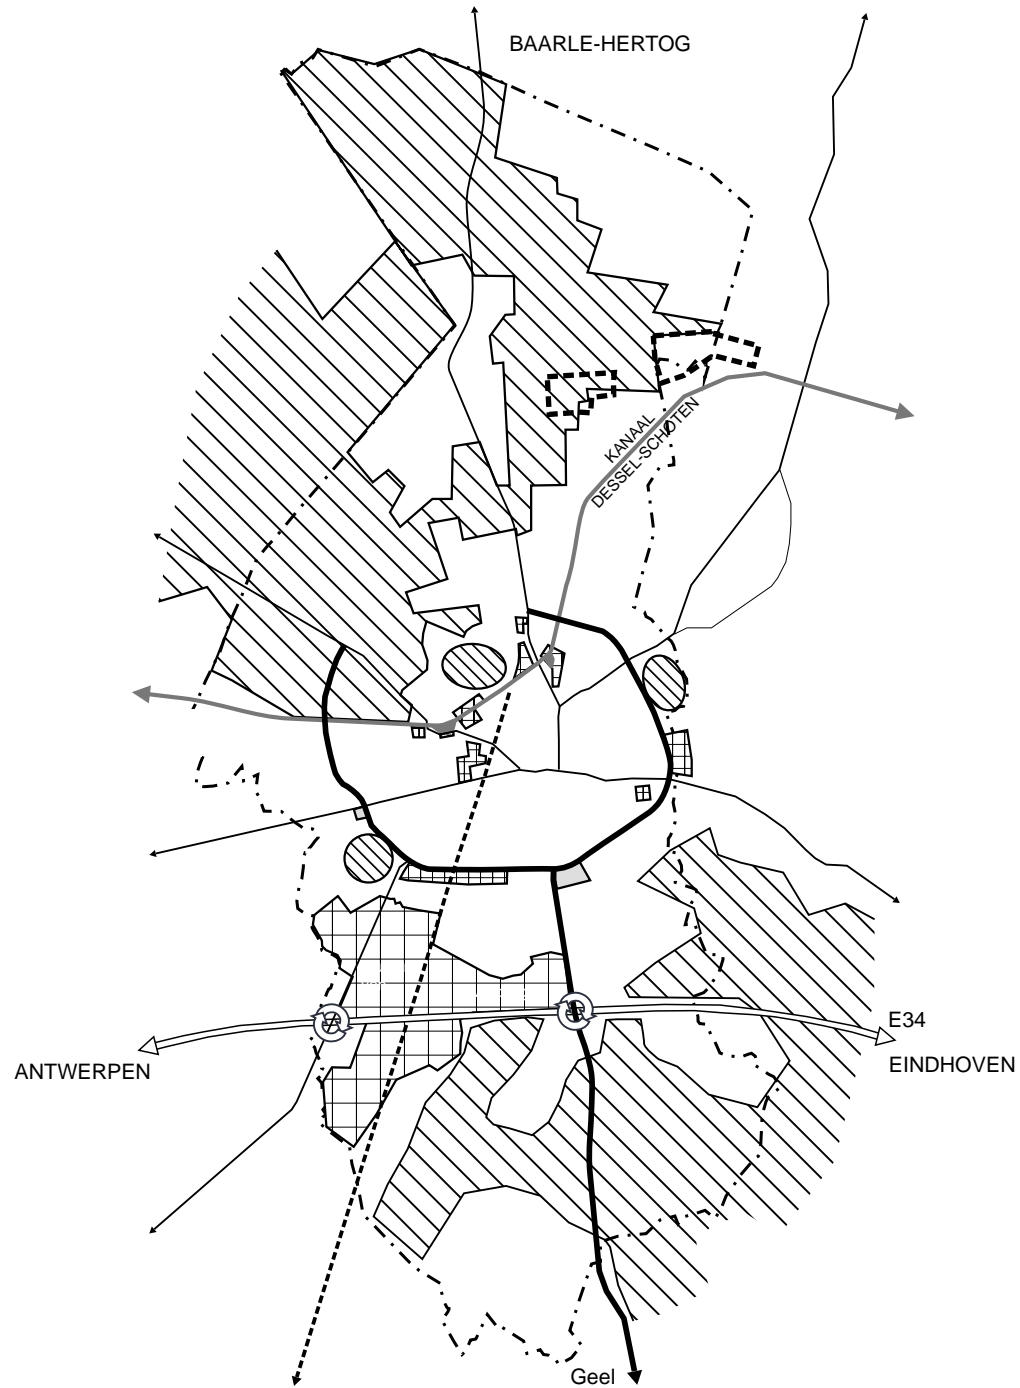 BAARLE-HERTOG
KANAAL
DESSEL-SCHOTEN
E34
EINDHOVEN
ANTWERPEN
Geel